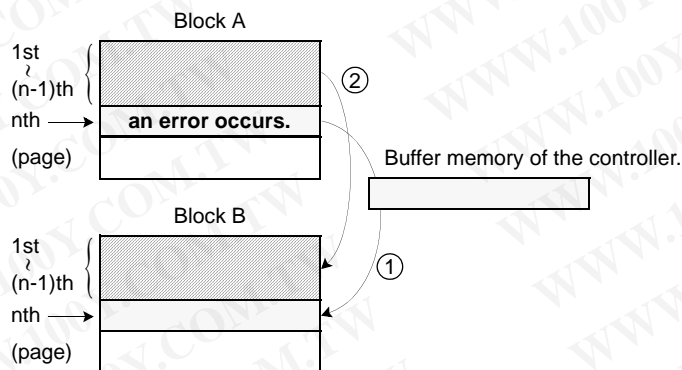 Block A
1st
~
(n-1)th
nth
an error occurs.
(page)
②
Buffer memory of the controller.
Block B
1st
~
(n-1)th
①
nth
(page)